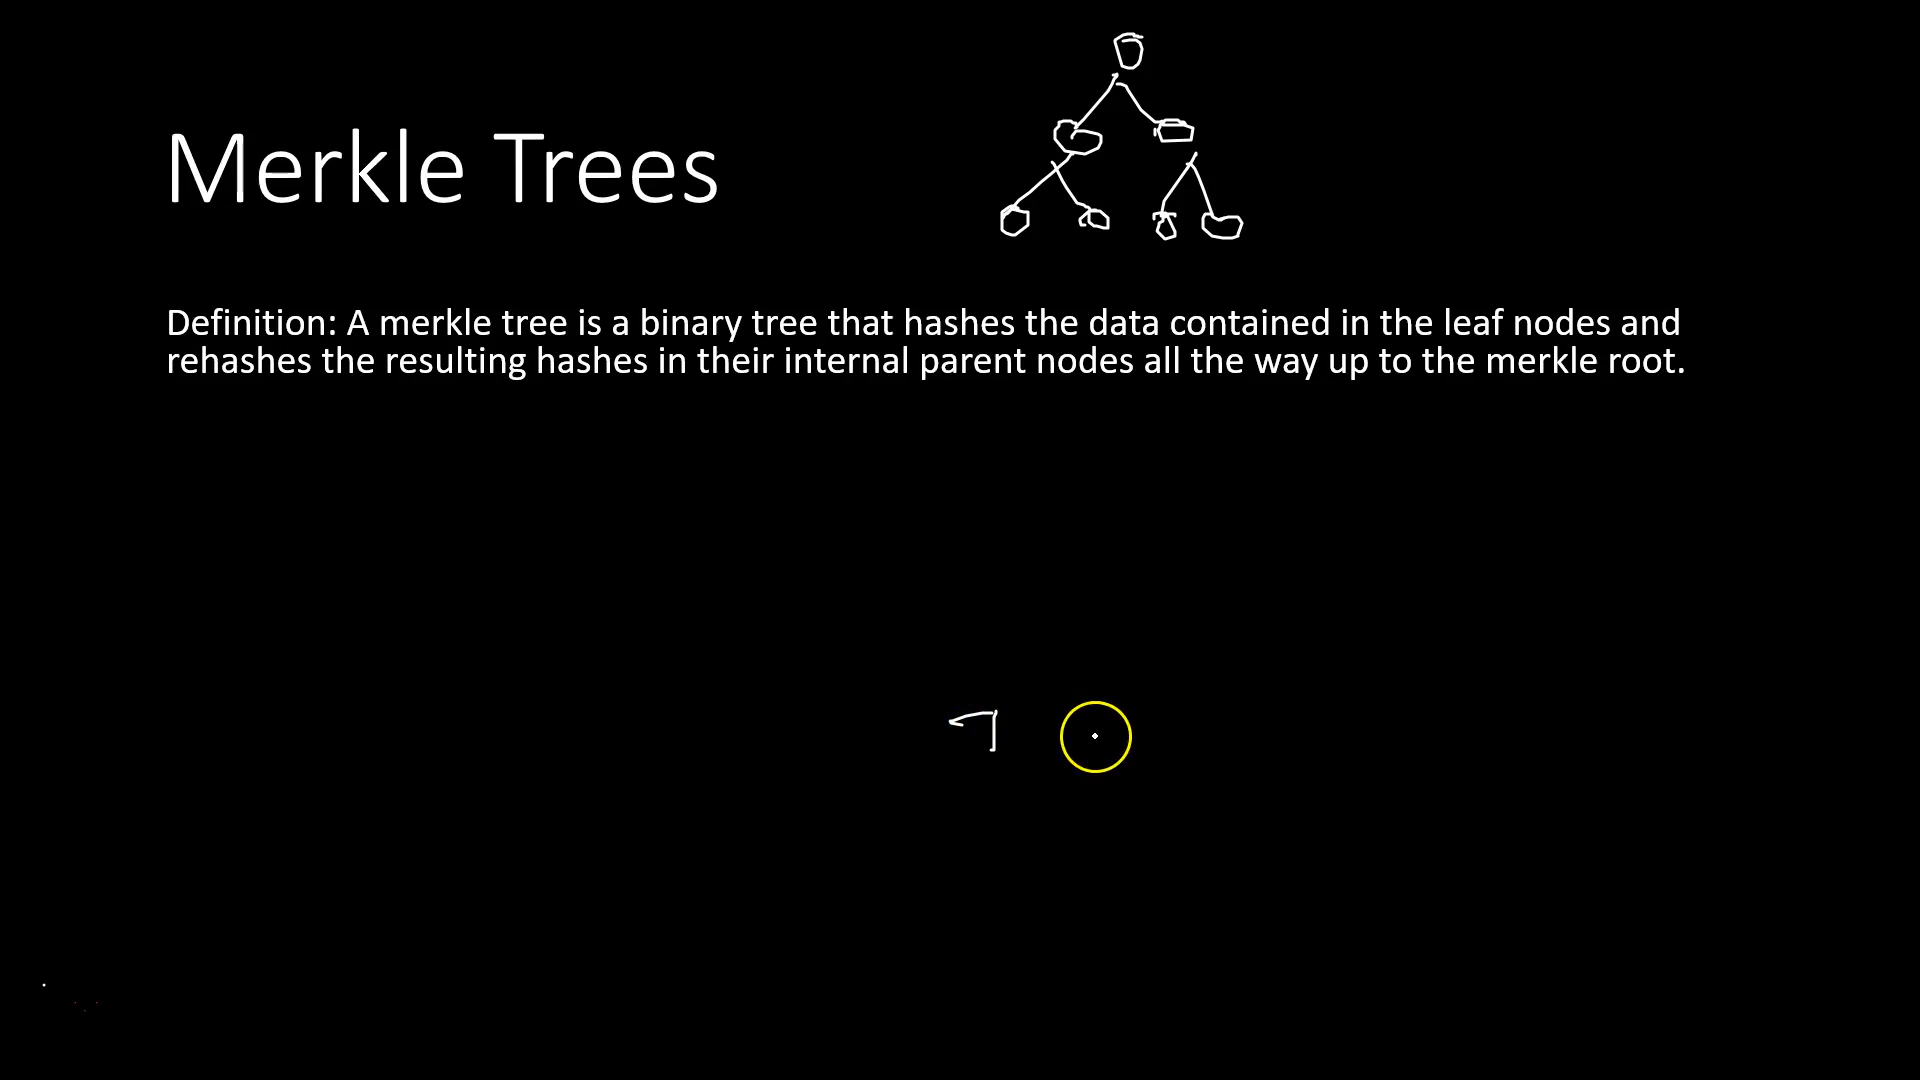 Merkle Trees
Definition: A merkle tree is a binary tree that hashes the data contained in the leaf nodes and
rehashes the resulting hashes in their internal parent nodes all the way up to the merkle root.